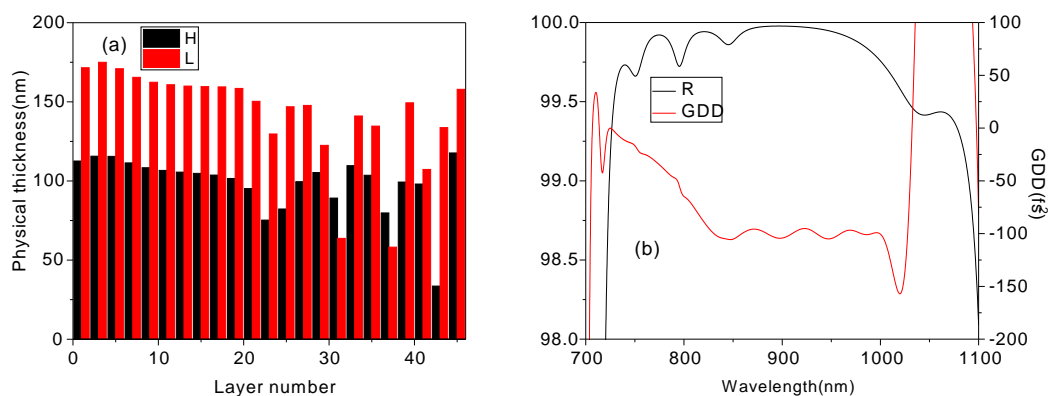 200
150
100
50
0
Physical thickness(nm)
(a)
H
L
0 10 20 30 40
Layer number
100.0
99.5
99.0
98.5
98.0
R
GDD
(b)
100
50
0
-50
-100
-150
-200
GDD(fs²)
700 800 900 1000 1100
Wavelength(nm)